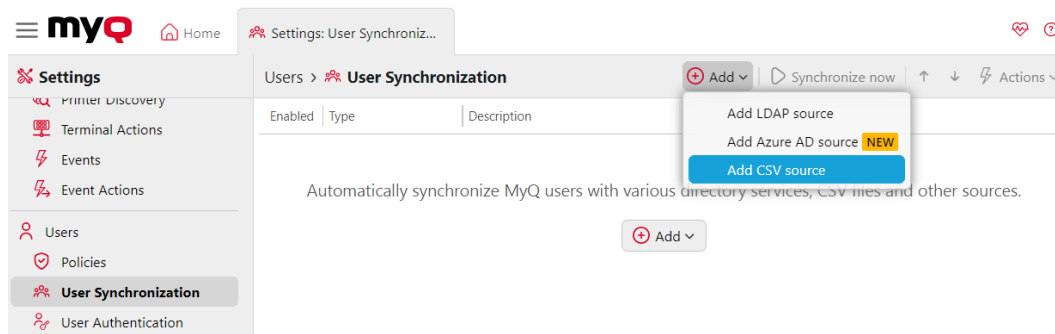 myQ
Home
Settings: User Synchroniz...
Settings
Users > User Synchronization
Add
Synchronize now
Actions
Printer Discovery
Terminal Actions
Events
Event Actions
Users
Policies
User Synchronization
User Authentication
Enabled
Type
Description
Add LDAP source
Add Azure AD source NEW
Add CSV source
Automatically synchronize MyQ users with various directory services, CSV files and other sources.
Add